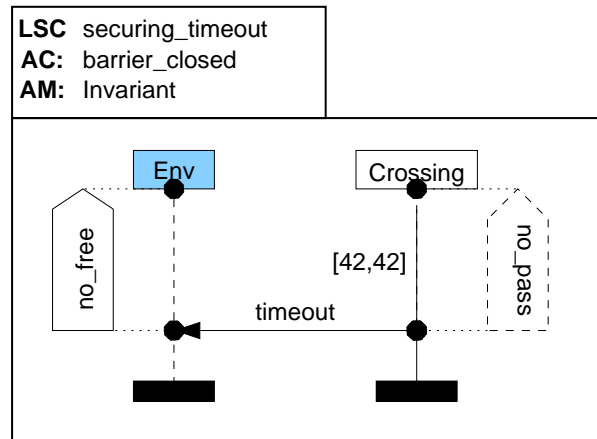 LSC securing_timeout
AC: barrier_closed
AM: Invariant
Env
Crossing
no_free
[42,42]
no_pass
timeout